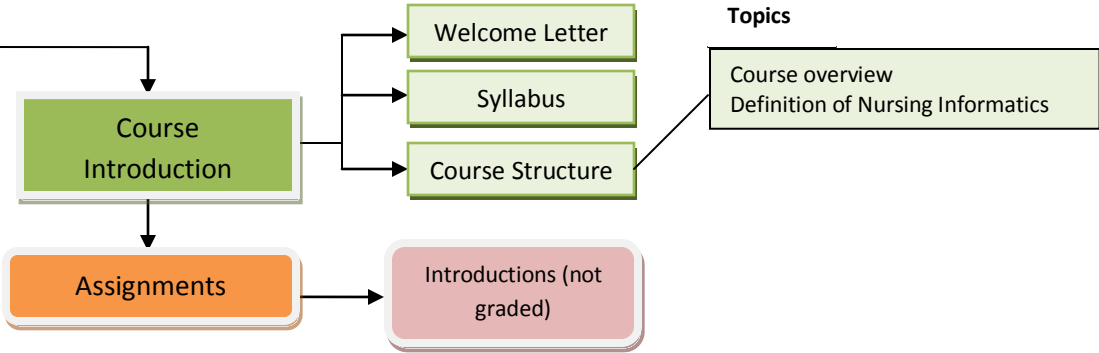 Topics
Welcome Letter
Syllabus
Course Structure
Course overview
Definition of Nursing Informatics
Course
Introduction
Assignments
Introductions (not
graded)